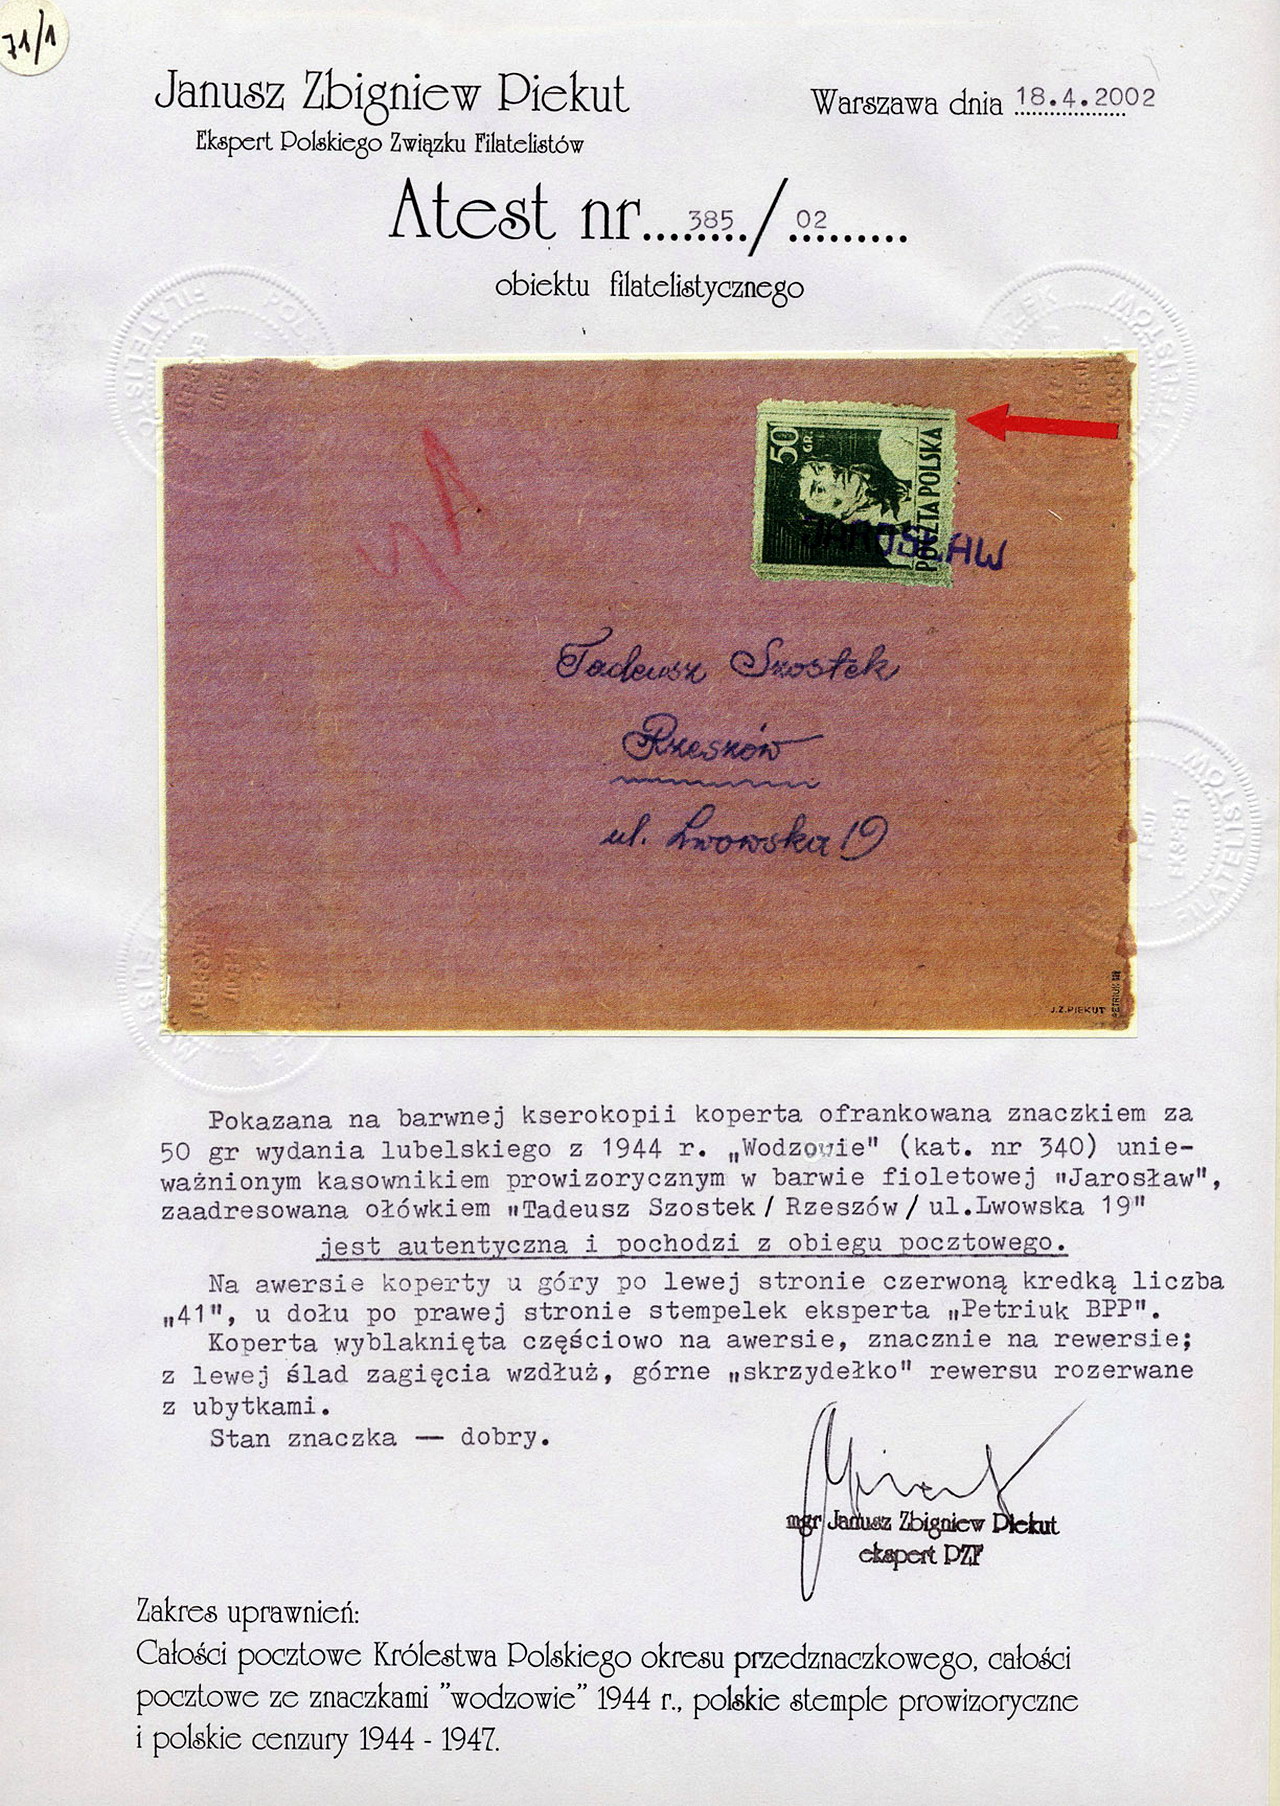 71/1
Janusz Zbigniew Piekut
Warszawa dnia 18.4.2002
Ekspert Polskiego Związku Filatelistów
Atest nr....385../..02.........
obiektu filatelistycznego
50
GR.
POCZTA POLSKA
JAROSŁAW
41
Tadeusz Szostek
Rzeszów
ul. Lwowska 19
J.Z.PIEKUT
PETRIUK
Pokazana na barwnej kserokopii koperta ofrankowana znaczkiem za
50 gr wydania lubelskiego z 1944 r. „Wodzowie" (kat. nr 340) unie-
ważnionym kasownikiem prowizorycznym w barwie fioletowej „Jarosław",
zaadresowana ołówkiem „Tadeusz Szostek / Rzeszów / ul.Lwowska 19"
jest autentyczna i pochodzi z obiegu pocztowego.
Na awersie koperty u góry po lewej stronie czerwoną kredką liczba
„41", u dołu po prawej stronie stempelek eksperta „Petriuk BPP".
Koperta wyblaknięta częściowo na awersie, znacznie na rewersie;
z lewej ślad zagięcia wzdłuż, górne „skrzydełko" rewersu rozerwane
z ubytkami.
Stan znaczka — dobry.
mgr Janusz Zbigniew Piekut
ekspert PZF
Zakres uprawnień:
Całości pocztowe Królestwa Polskiego okresu przedznaczkowego, całości
pocztowe ze znaczkami "wodzowie" 1944 r., polskie stemple prowizoryczne
i polskie cenzury 1944 - 1947.